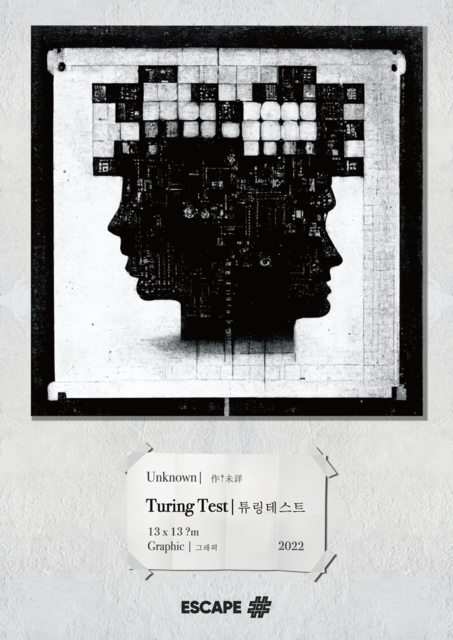 Unknown | 作?未詳
Turing Test | 튜링테스트
13 x 13 ?m
Graphic | 그래픽
2022
ESCAPE #